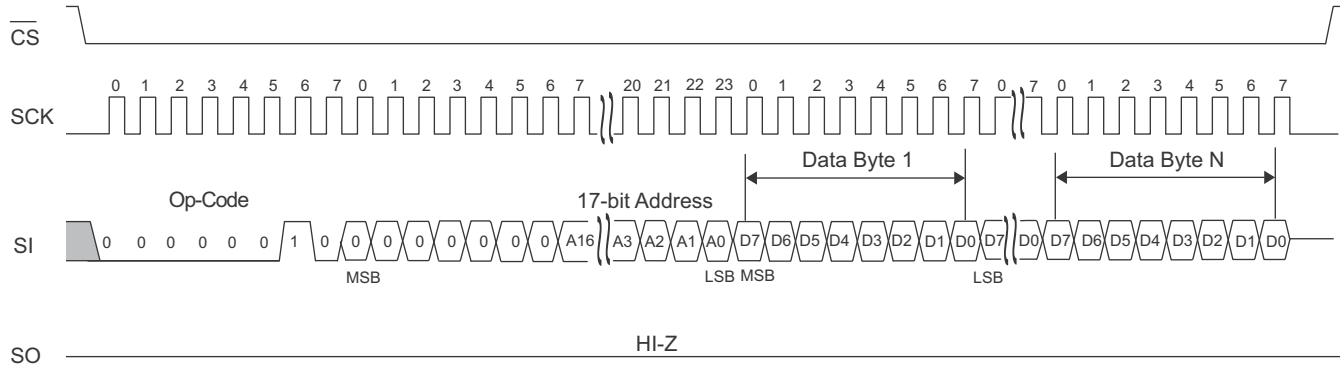 CS
0 1 2 3 4 5 6 7 0 1 2 3 4 5 6 7 20 21 22 23 0 1 2 3 4 5 6 7 0 7 0 1 2 3 4 5 6 7
SCK
Data Byte 1 Data Byte N
Op-Code 17-bit Address
SI 0 0 0 0 0 0 1 0 0 0 0 0 0 0 0 A16 A3 A2 A1 A0 D7 D6 D5 D4 D3 D2 D1 D0 D7 D0 D7 D6 D5 D4 D3 D2 D1 D0
MSB LSB MSB LSB
HI-Z
SO